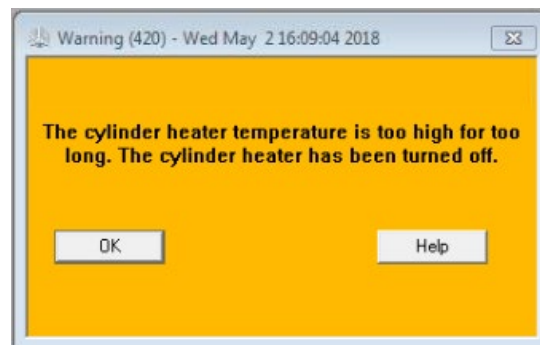 Warning (420) - Wed May 2 16:09:04 2018
The cylinder heater temperature is too high for too
long. The cylinder heater has been turned off.
OK
Help